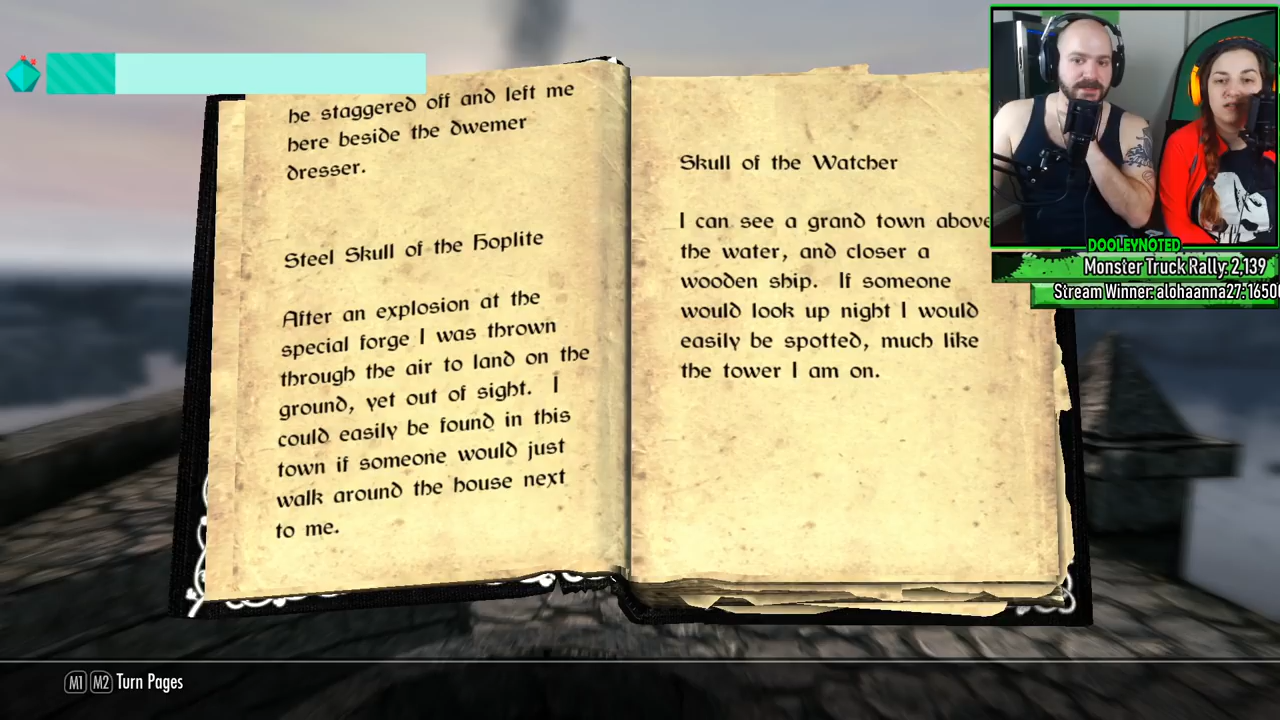 he staggered off and left me
here beside the dwemer
dresser.
Steel Skull of the Hoplite
After an explosion at the
special forge I was thrown
through the air to land on the
ground, yet out of sight. I
could easily be found in this
town if someone would just
walk around the house next
to me.
Skull of the Watcher
I can see a grand town above
the water, and closer a
wooden ship. If someone
would look up night I would
easily be spotted, much like
the tower I am on.
DOOLEYNOTED
Monster Truck Rally: 2,139
Stream Winner: alohaanna27: 1650
M1 M2 Turn Pages